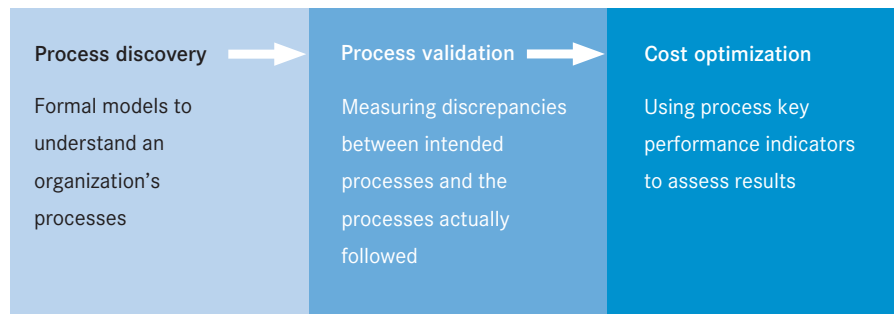 Process discovery
Formal models to
understand an
organization’s
processes
Process validation
Measuring discrepancies
between intended
processes and the
processes actually
followed
Cost optimization
Using process key
performance indicators
to assess results